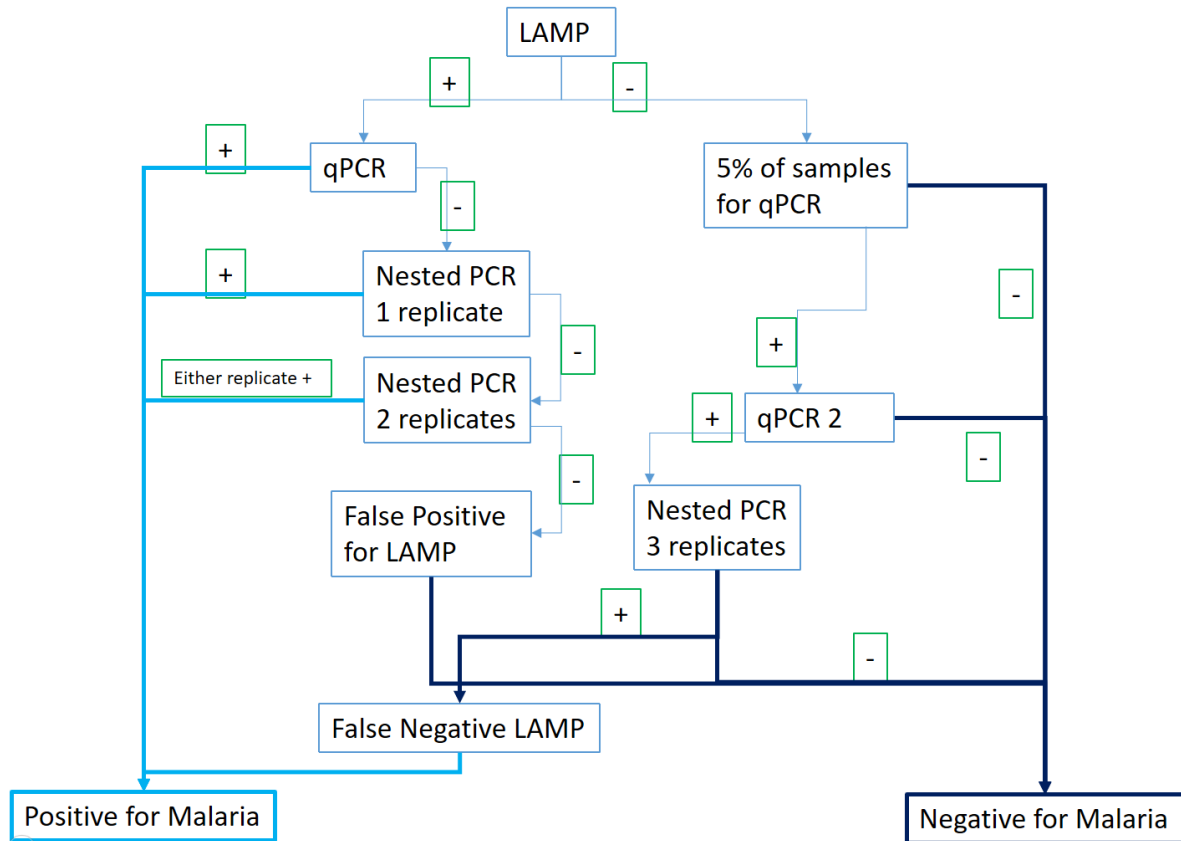 LAMP
+
-
+
qPCR
5% of samples
for qPCR
-
+
Nested PCR
1 replicate
-
-
+
Either replicate +
Nested PCR
2 replicates
+
qPCR 2
-
-
False Positive
for LAMP
Nested PCR
3 replicates
+
-
False Negative LAMP
Positive for Malaria
Negative for Malaria